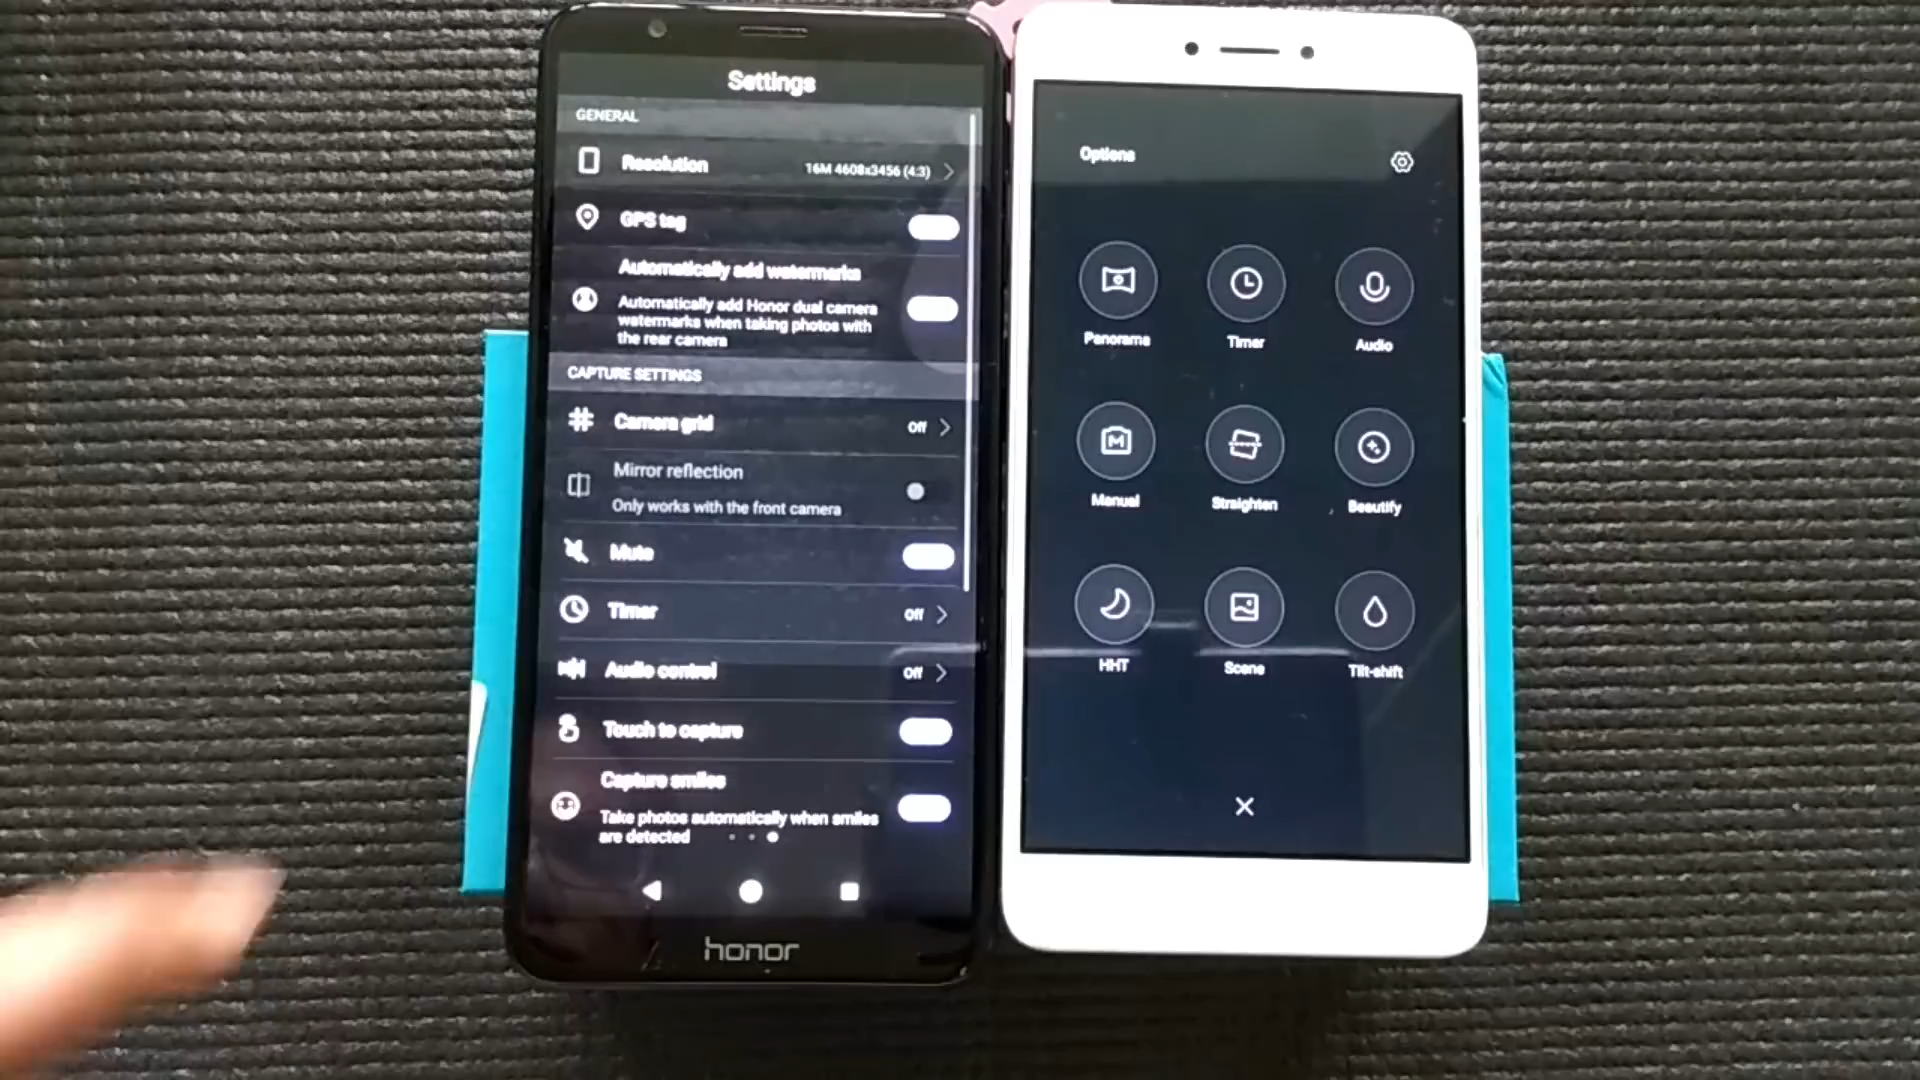 Settings
GENERAL
Resolution
16M 4608x3456 (4:3)
GPS tag
Automatically add watermarks
Automatically add Honor dual camera
watermarks when taking photos with
the rear camera
CAPTURE SETTINGS
Camera grid
Off
Mirror reflection
Only works with the front camera
Mute
Timer
Off
Audio control
Off
Touch to capture
Capture smiles
Take photos automatically when smiles
are detected
honor
Options
Panorama
Timer
Audio
M
Manual
Straighten
Beautify
HHT
Scene
Tilt-shift